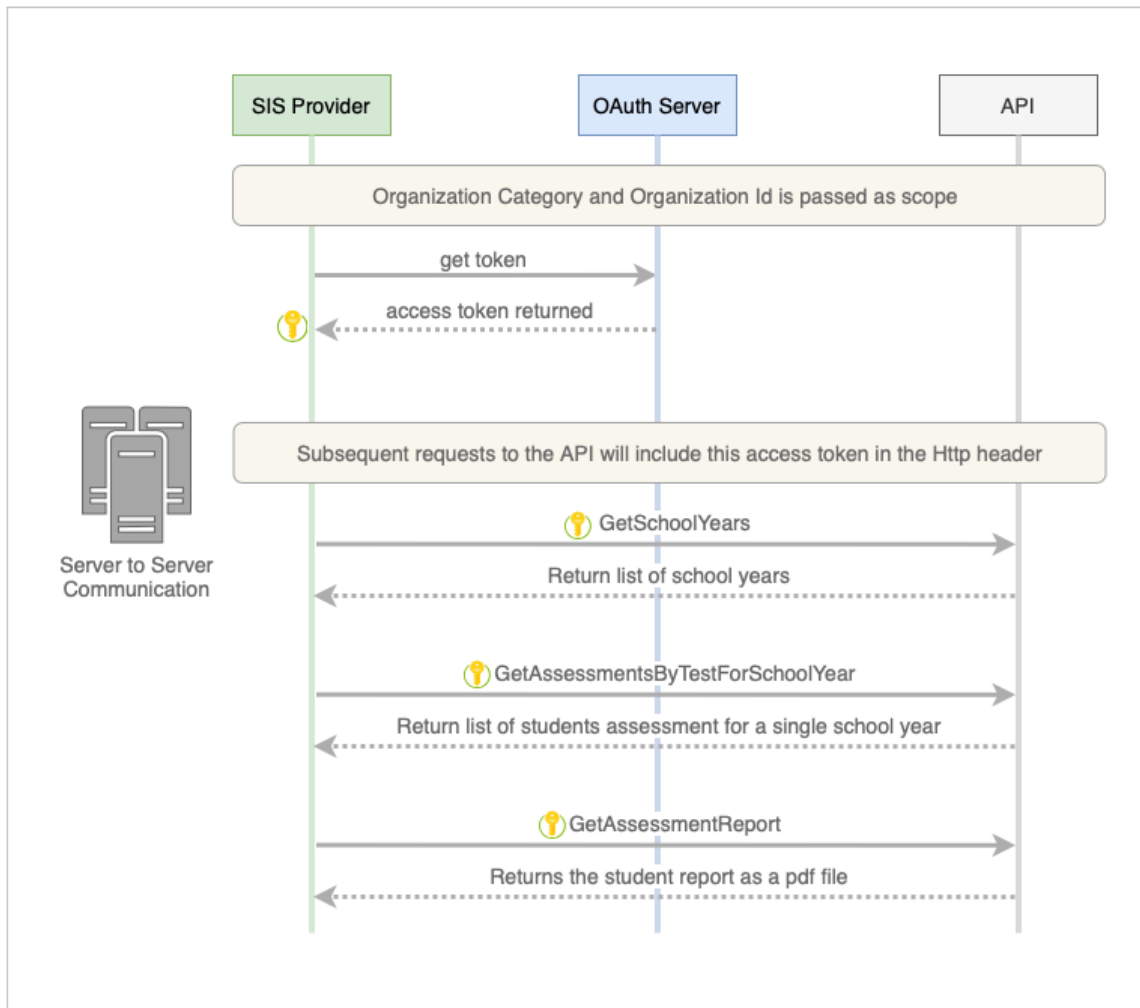 SIS Provider
OAuth Server
API
Organization Category and Organization Id is passed as scope
get token
access token returned
Subsequent requests to the API will include this access token in the Http header
Server to Server
Communication
GetSchoolYears
Return list of school years
GetAssessmentsByTestForSchoolYear
Return list of students assessment for a single school year
GetAssessmentReport
Returns the student report as a pdf file